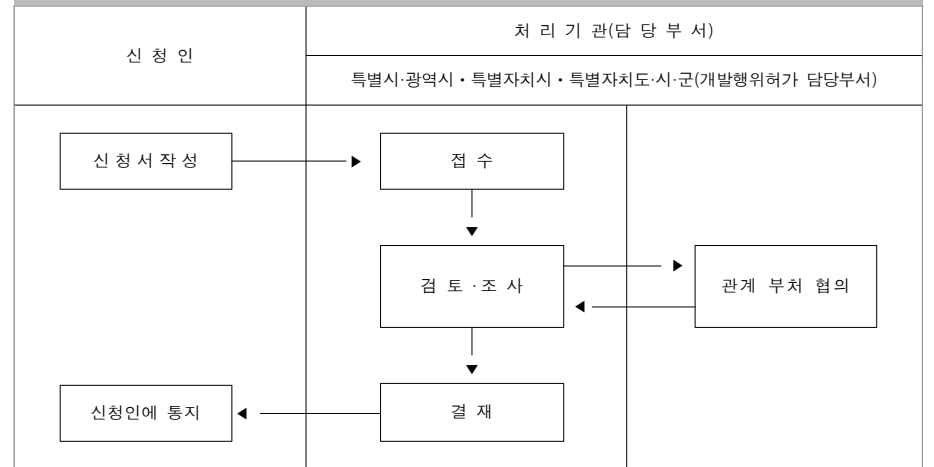 신 청 인
처 리 기 관(담 당 부 서)
특별시·광역시・특별자치시・특별자치도·시·군(개발행위허가 담당부서)
신 청 서 작 성
접 수
검 토 ·조 사
관계 부처 협의
신청인에 통지
결 재